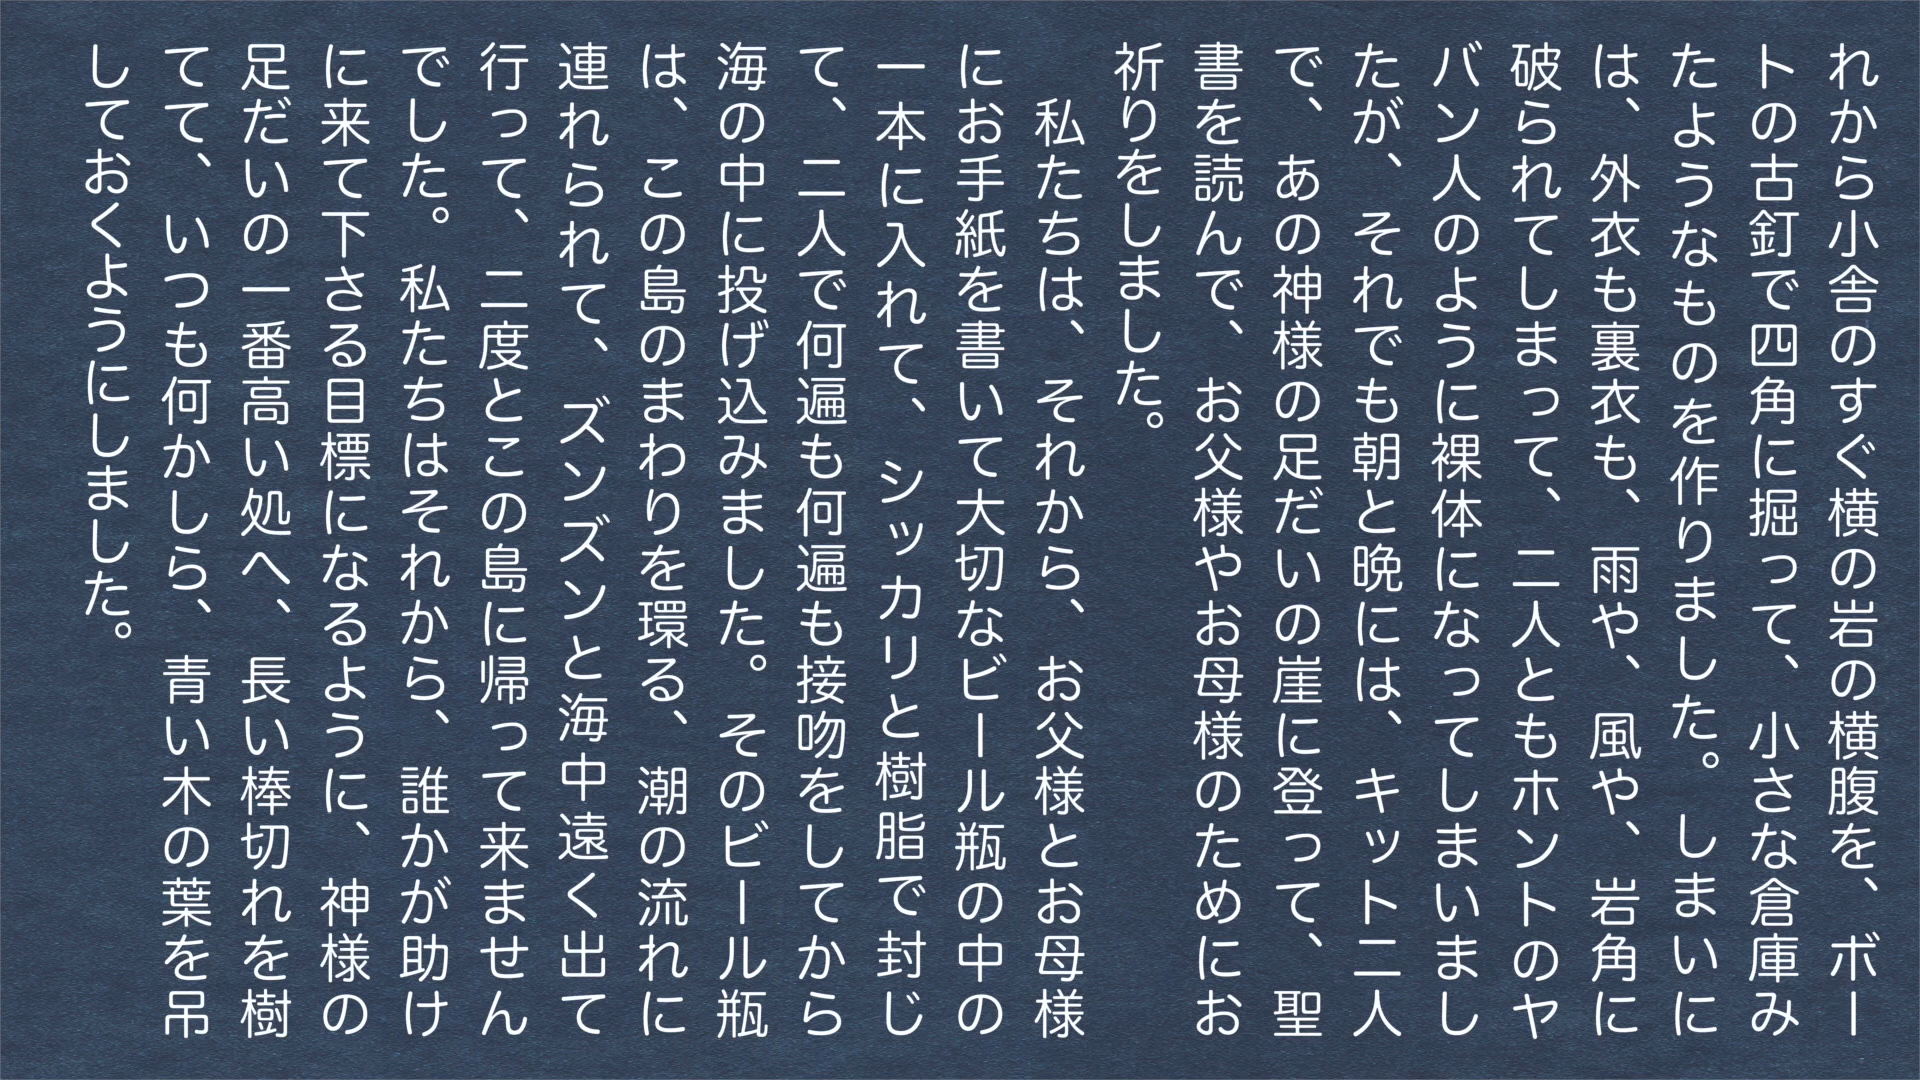 れから小舎のすぐ横の岩の横腹を、ボー
トの古釘で四角に掘って、小さな倉庫み
たようなものを作りました。しまいに
は、外衣も裏衣も、雨や、風や、岩角に
破られてしまって、二人ともホントのヤ
バン人のように裸体になってしまいまし
たが、それでも朝と晩には、キット二人
で、あの神様の足だいの崖に登って、聖
書を読んで、お父様やお母様のためにお
祈りをしました。
私たちは、それから、お父様とお母様
にお手紙を書いて大切なビール瓶の中の
一本に入れて、シッカリと樹脂で封じ
て、二人で何遍も何遍も接吻をしてから
海の中に投げ込みました。そのビール瓶
は、この島のまわりを環る、潮の流れに
連れられて、ズンズンと海中遠く出て
行って、二度とこの島に帰って来ません
でした。私たちはそれから、誰かが助け
に来て下さる目標になるように、神様の
足だいの一番高い処へ、長い棒切れを樹
てて、いつも何かしら、青い木の葉を吊
しておくようにしました。